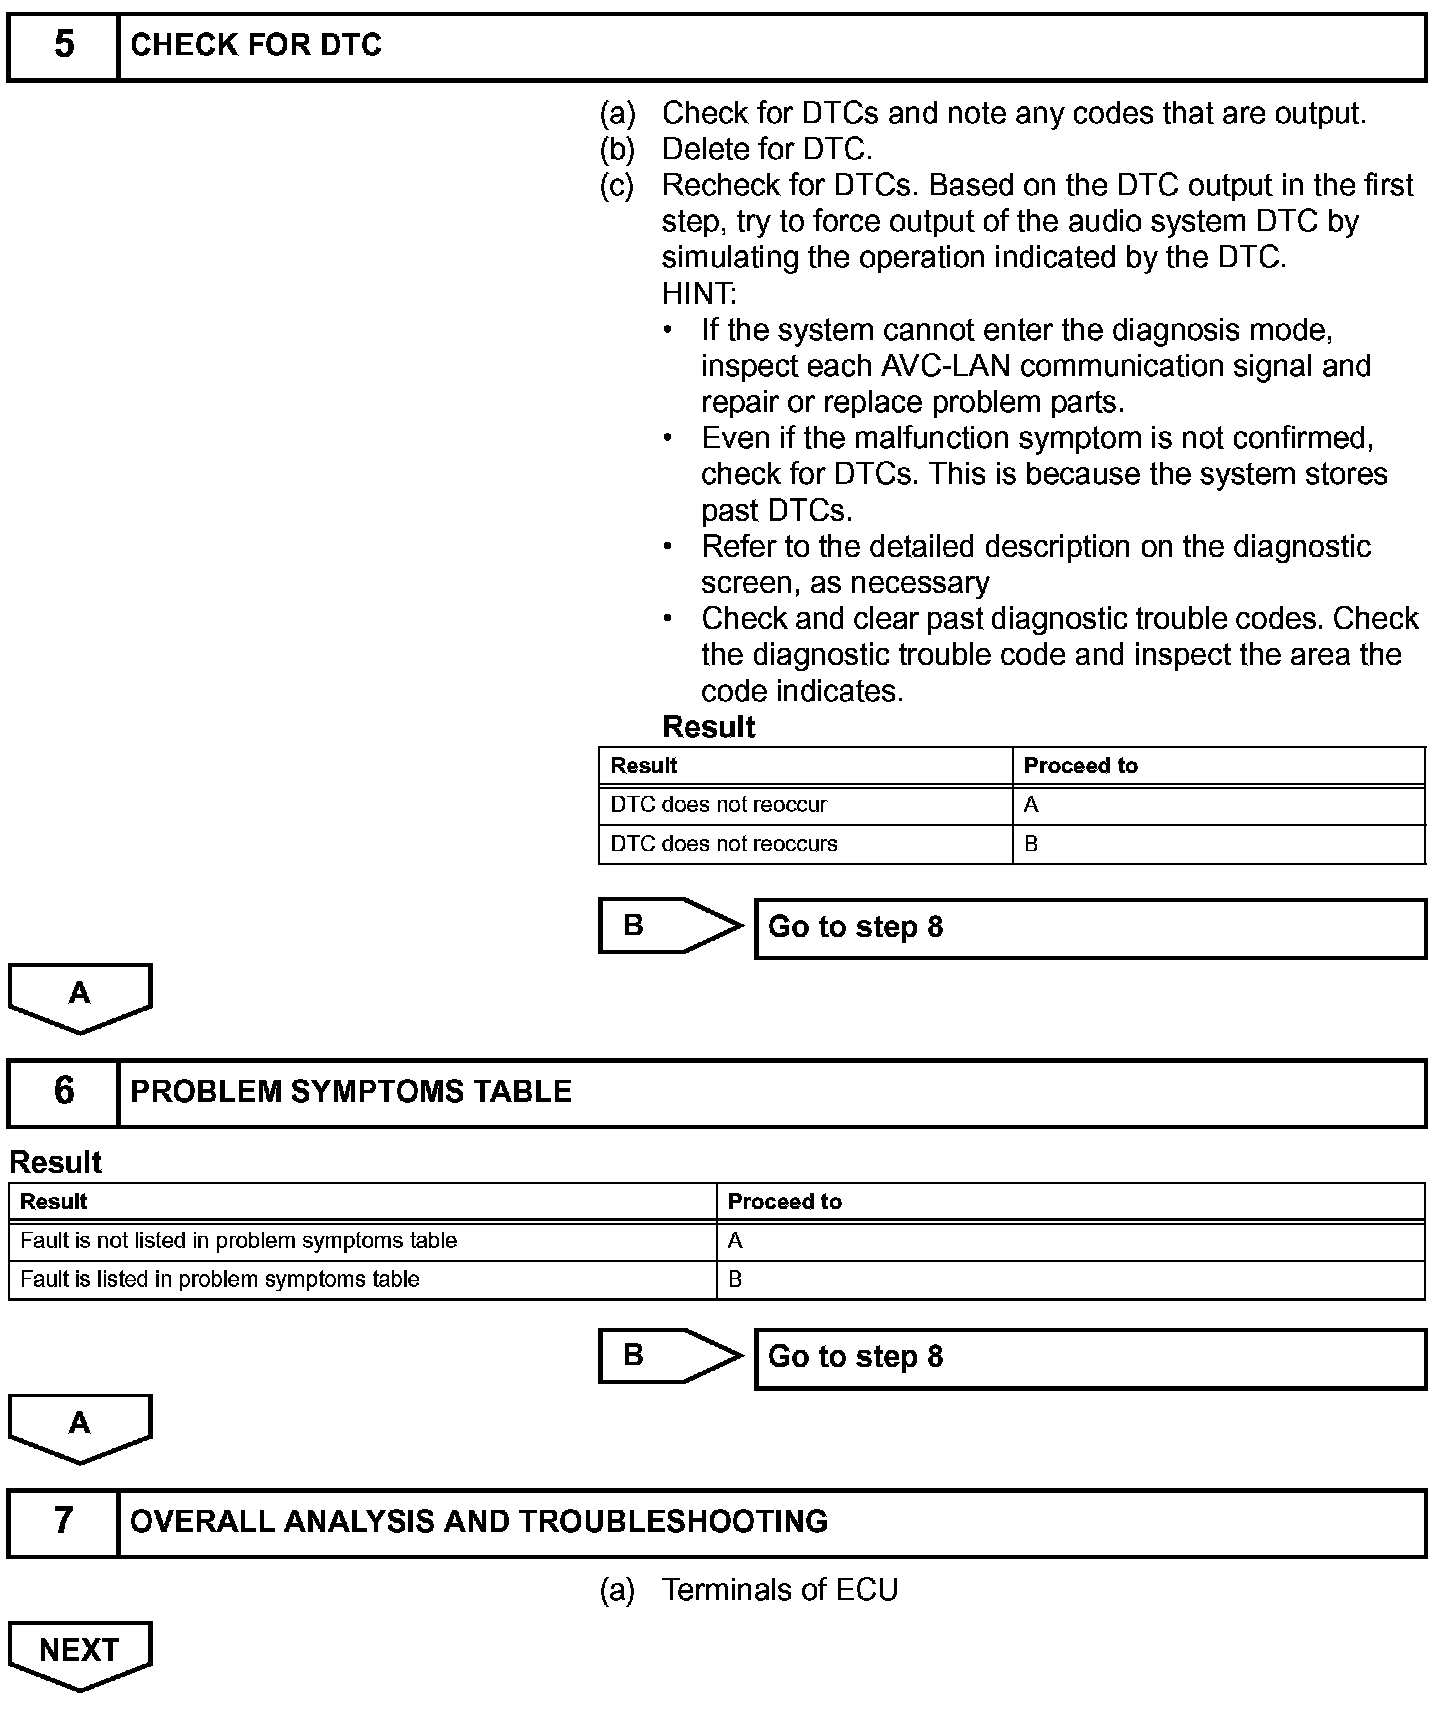 5 CHECK FOR DTC
(a) Check for DTCs and note any codes that are output.
(b) Delete for DTC.
(c) Recheck for DTCs. Based on the DTC output in the first
step, try to force output of the audio system DTC by
simulating the operation indicated by the DTC.
HINT:
• If the system cannot enter the diagnosis mode,
inspect each AVC-LAN communication signal and
repair or replace problem parts.
• Even if the malfunction symptom is not confirmed,
check for DTCs. This is because the system stores
past DTCs.
• Refer to the detailed description on the diagnostic
screen, as necessary
• Check and clear past diagnostic trouble codes. Check
the diagnostic trouble code and inspect the area the
code indicates.
Result
Result Proceed to
DTC does not reoccur A
DTC does not reoccurs B
B Go to step 8
A
6 PROBLEM SYMPTOMS TABLE
Result
Result Proceed to
Fault is not listed in problem symptoms table A
Fault is listed in problem symptoms table B
B Go to step 8
A
7 OVERALL ANALYSIS AND TROUBLESHOOTING
(a) Terminals of ECU
NEXT